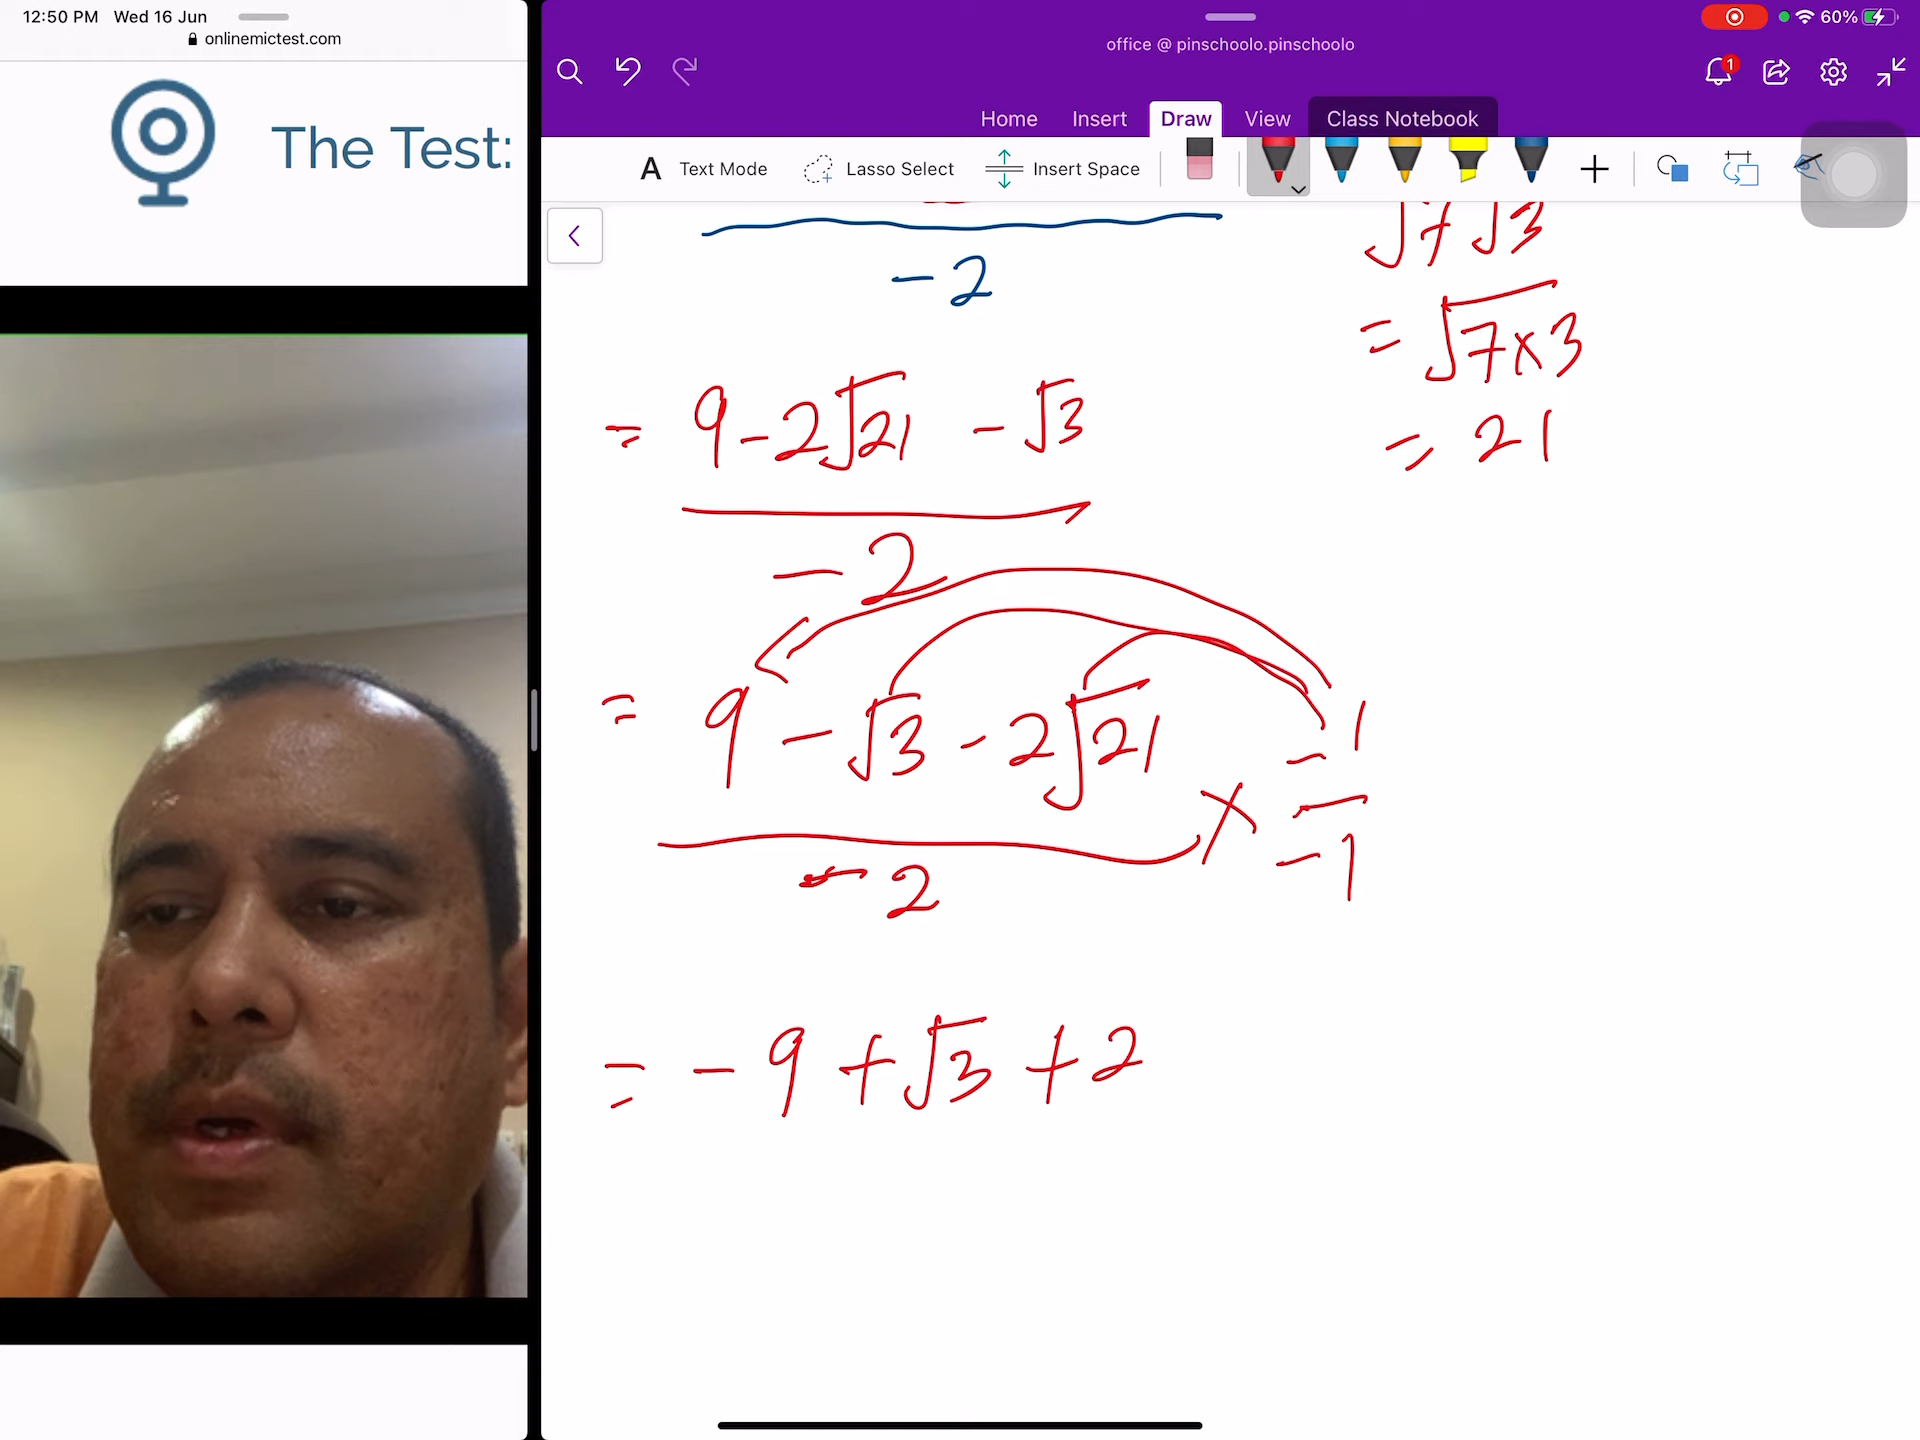 12:50 PM Wed 16 Jun
onlinemictest.com
The Test:
60%
office @ pinschoolo.pinschoolo
1
Home Insert Draw View Class Notebook
A Text Mode Lasso Select Insert Space
- 2
√7 √3
= √7×3
= 21
= 9 - 2√21 - √3
- 2
= 9 - √3 - 2√21 × -1
- 2 -1
= - 9 + √3 + 2